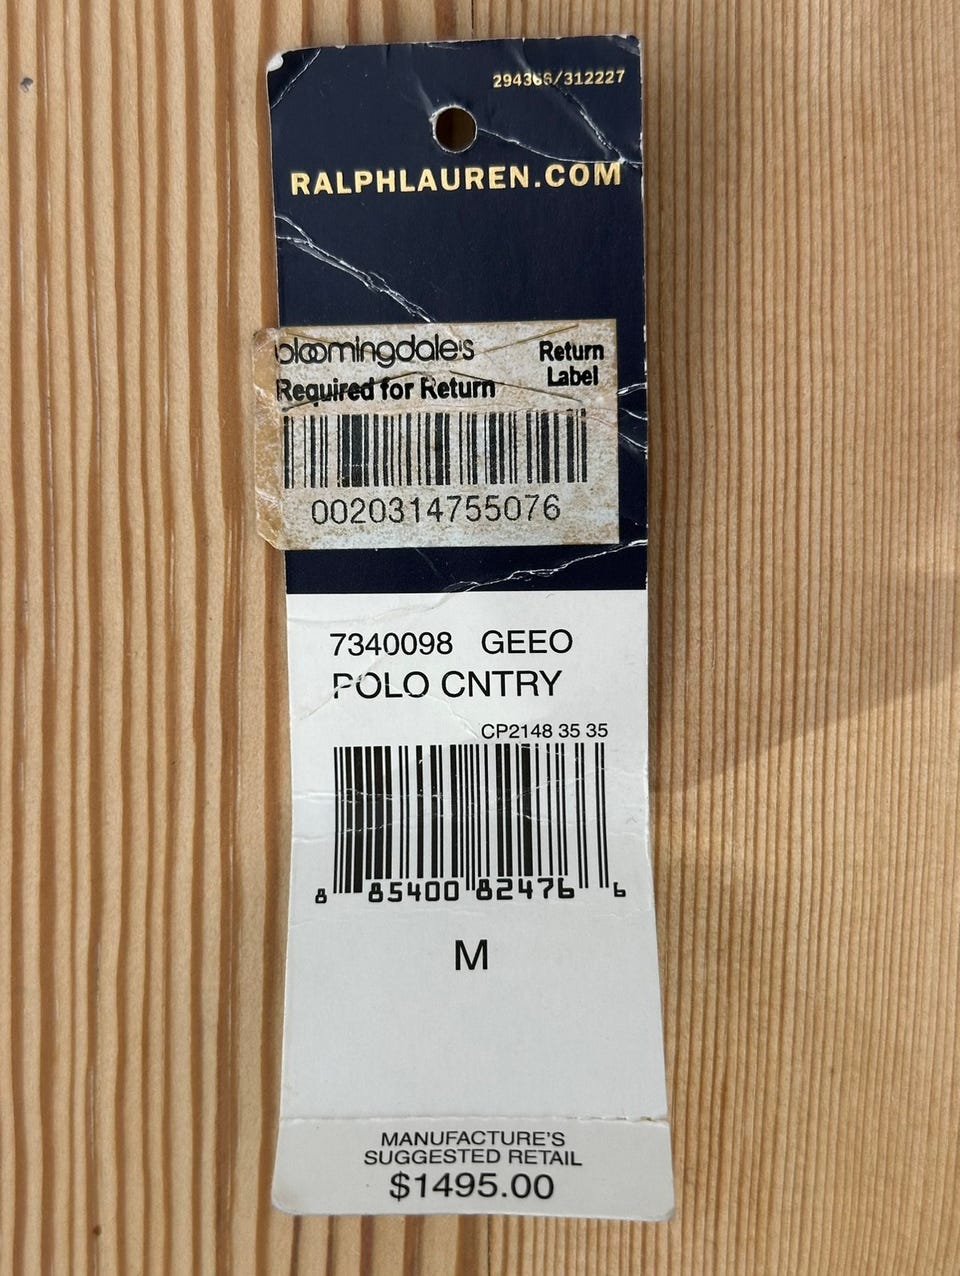 294366/312227
RALPHLAUREN.COM
bloomingdale's Return
Required for Return Label
0020314755076
7340098 GEEO
POLO CNTRY
CP2148 35 35
8 85400 82476 6
M
MANUFACTURE'S
SUGGESTED RETAIL
$1495.00